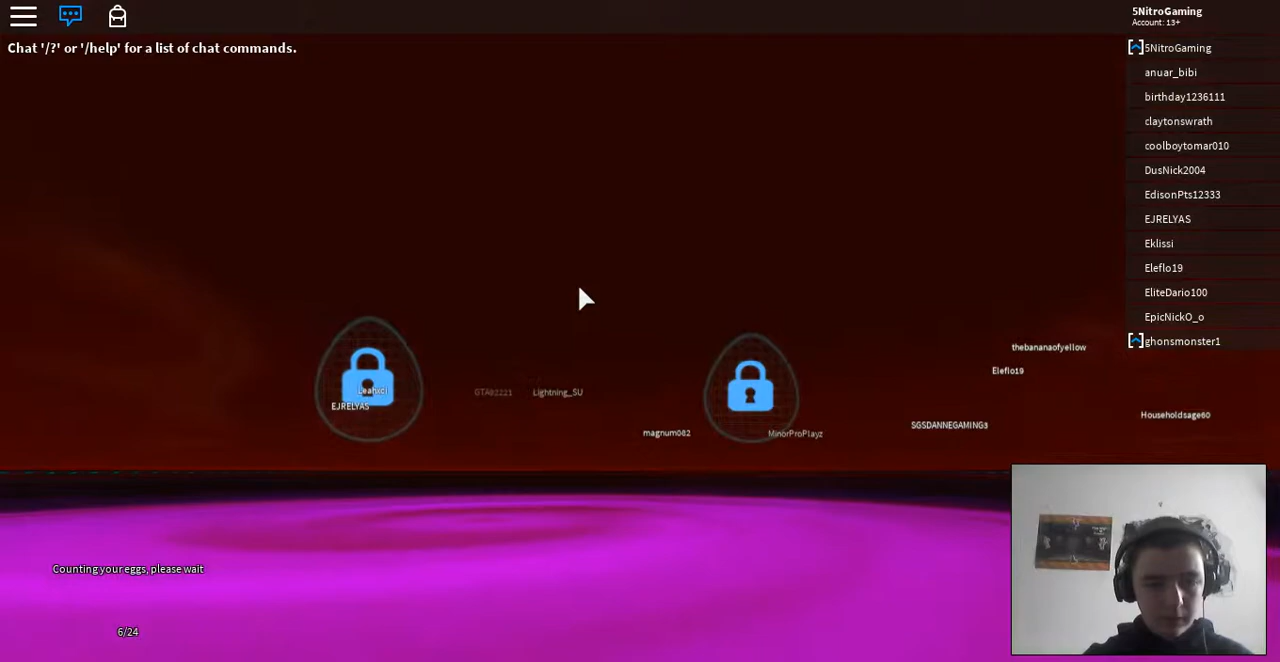 5NitroGaming
Account: 13+
Chat '/?' or '/help' for a list of chat commands.
5NitroGaming
anuar_bibi
birthday1236111
claytonswrath
coolboytomar010
DusNick2004
EdisonPts12333
EJRELYAS
Eklissi
Eleflo19
EliteDario100
EpicNickO_o
ghonsmonster1
thebananaofyellow
Eleflo19
Leahxcl
EJRELYAS
GTA82221
Lightning_SU
magnum082
MinorProPlayz
SGSDANNEGAMING3
Householdsage60
Counting your eggs, please wait
6/24